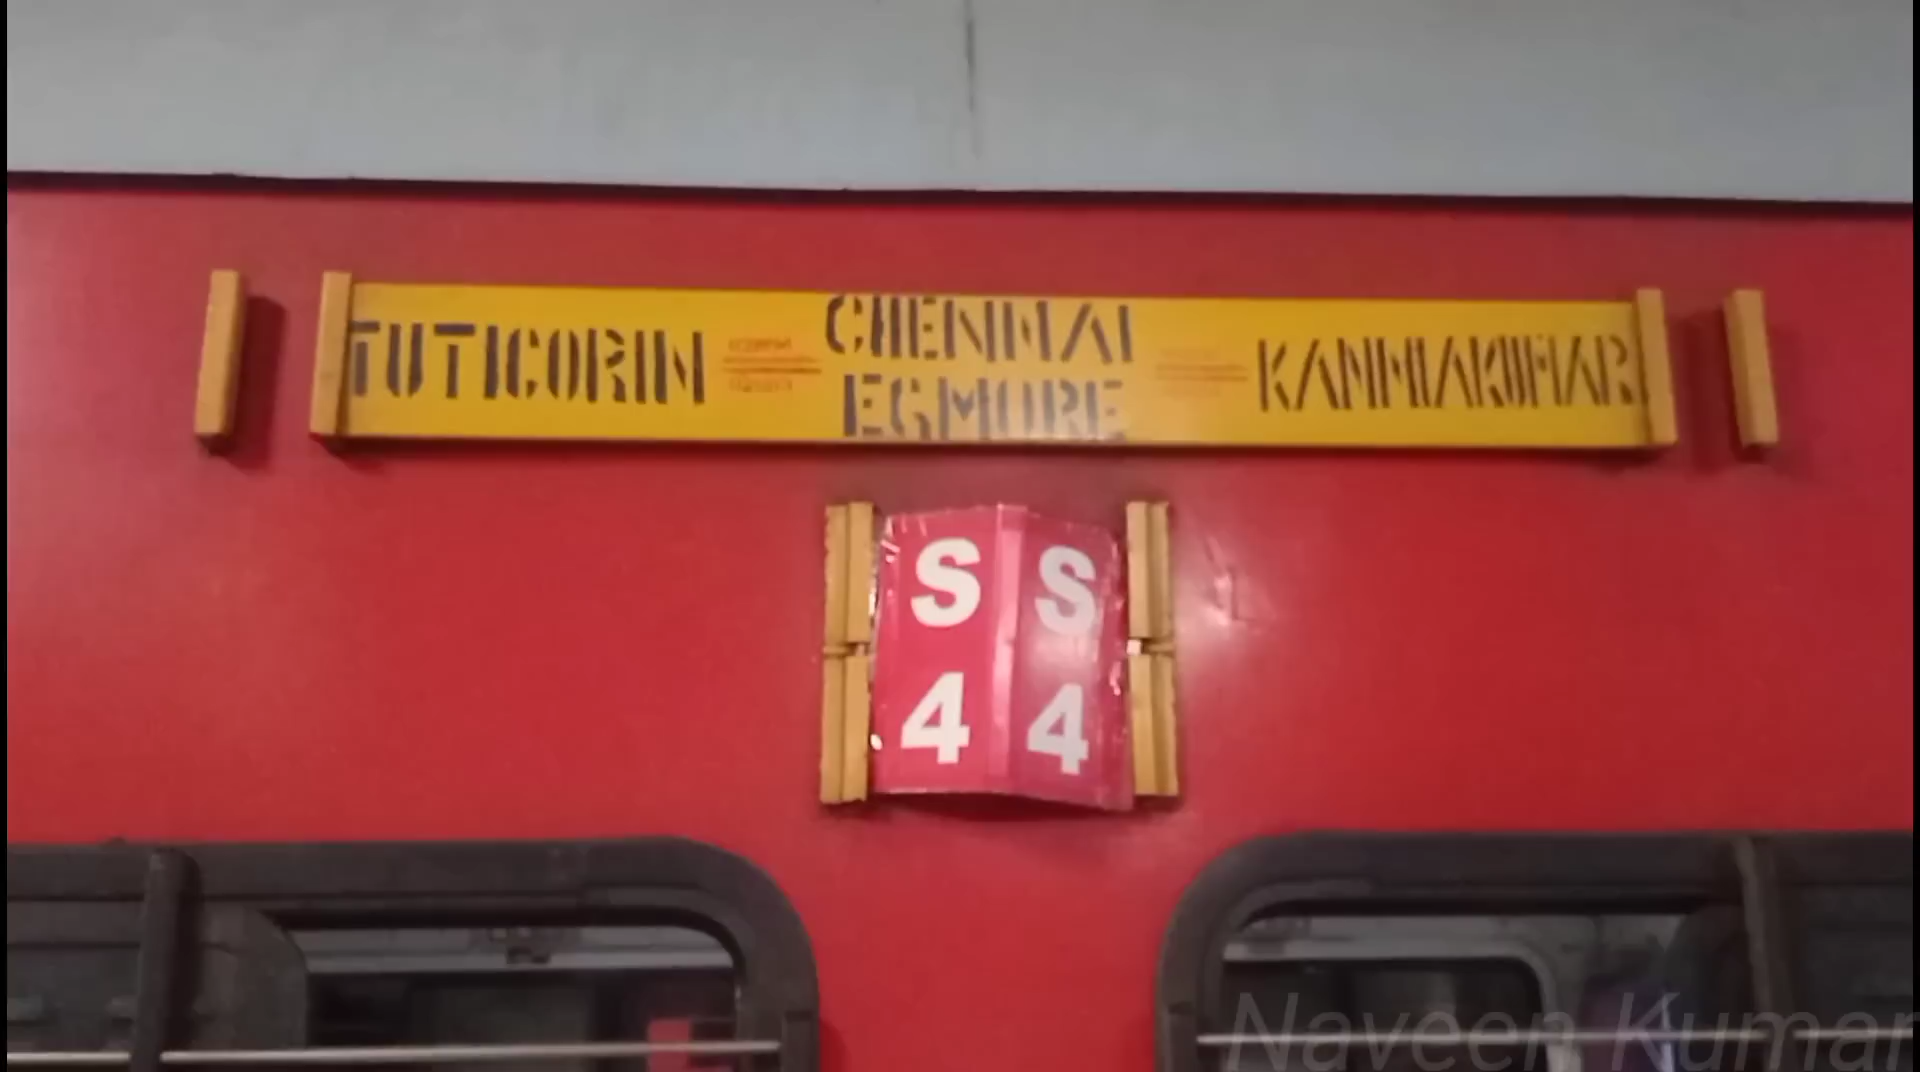 TUTICORIN
CHENNAI
EGMORE
KANNIAKUMARI
S S
4 4
Naveen Kumar